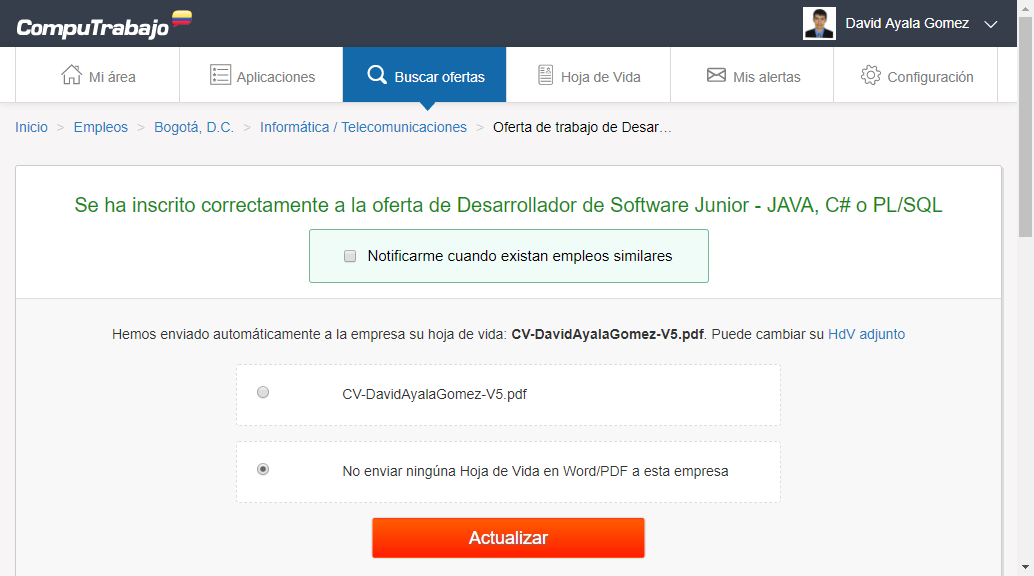 CompuTrabajo
David Ayala Gomez
Mi área
Aplicaciones
Buscar ofertas
Hoja de Vida
Mis alertas
Configuración
Inicio > Empleos > Bogotá, D.C. > Informática / Telecomunicaciones > Oferta de trabajo de Desar...
Se ha inscrito correctamente a la oferta de Desarrollador de Software Junior - JAVA, C# o PL/SQL
Notificarme cuando existan empleos similares
Hemos enviado automáticamente a la empresa su hoja de vida: CV-DavidAyalaGomez-V5.pdf. Puede cambiar su HdV adjunto
CV-DavidAyalaGomez-V5.pdf
No enviar ningúna Hoja de Vida en Word/PDF a esta empresa
Actualizar